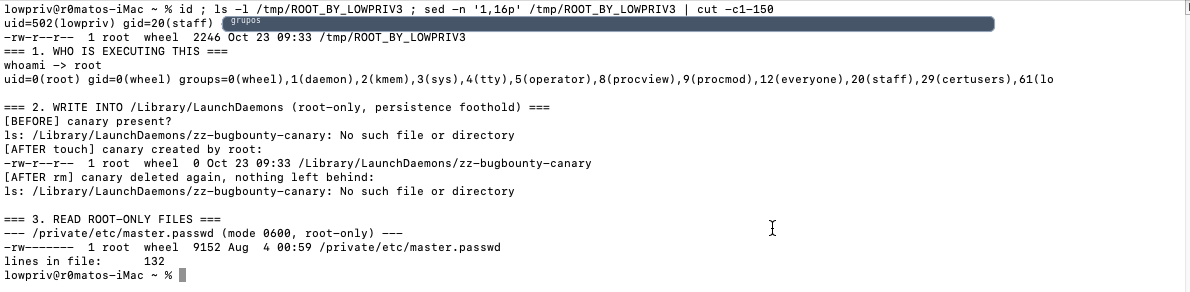 lowpriv@r0matos-iMac ~ % id ; ls -l /tmp/ROOT_BY_LOWPRIV3 ; sed -n '1,16p' /tmp/ROOT_BY_LOWPRIV3 | cut -c1-150
uid=502(lowpriv) gid=20(staff) grupos
-rw-r--r--  1 root  wheel  2246 Oct 23 09:33 /tmp/ROOT_BY_LOWPRIV3
=== 1. WHO IS EXECUTING THIS ===
whoami -> root
uid=0(root) gid=0(wheel) groups=0(wheel),1(daemon),2(kmem),3(sys),4(tty),5(operator),8(procview),9(procmod),12(everyone),20(staff),29(certusers),61(lo
=== 2. WRITE INTO /Library/LaunchDaemons (root-only, persistence foothold) ===
[BEFORE] canary present?
ls: /Library/LaunchDaemons/zz-bugbounty-canary: No such file or directory
[AFTER touch] canary created by root:
-rw-r--r--  1 root  wheel  0 Oct 23 09:33 /Library/LaunchDaemons/zz-bugbounty-canary
[AFTER rm] canary deleted again, nothing left behind:
ls: /Library/LaunchDaemons/zz-bugbounty-canary: No such file or directory
=== 3. READ ROOT-ONLY FILES ===
--- /private/etc/master.passwd (mode 0600, root-only) ---
-rw-------  1 root  wheel  9152 Aug  4 00:59 /private/etc/master.passwd
lines in file:      132
lowpriv@r0matos-iMac ~ %